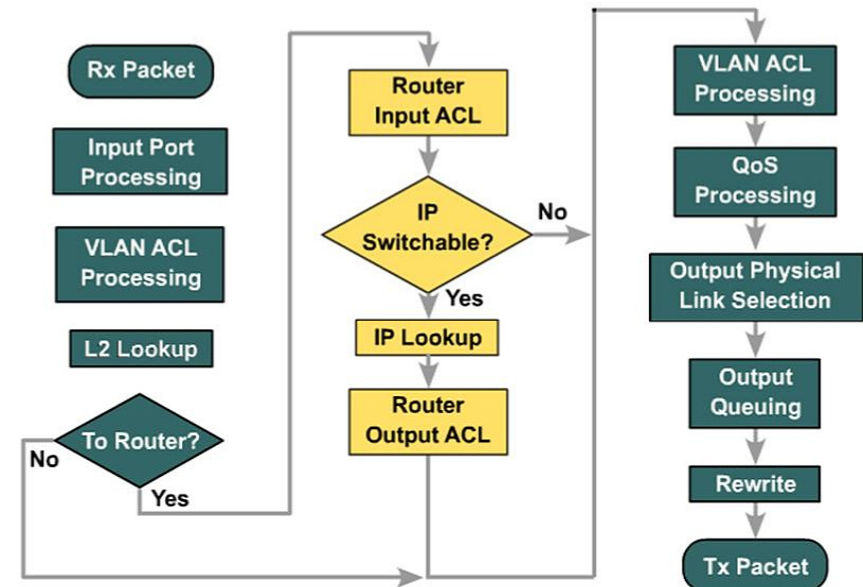 Rx Packet
Input Port
Processing
VLAN ACL
Processing
L2 Lookup
To Router?
No
Yes
Router
Input ACL
IP
Switchable?
No
Yes
IP Lookup
Router
Output ACL
VLAN ACL
Processing
QoS
Processing
Output Physical
Link Selection
Output
Queuing
Rewrite
Tx Packet